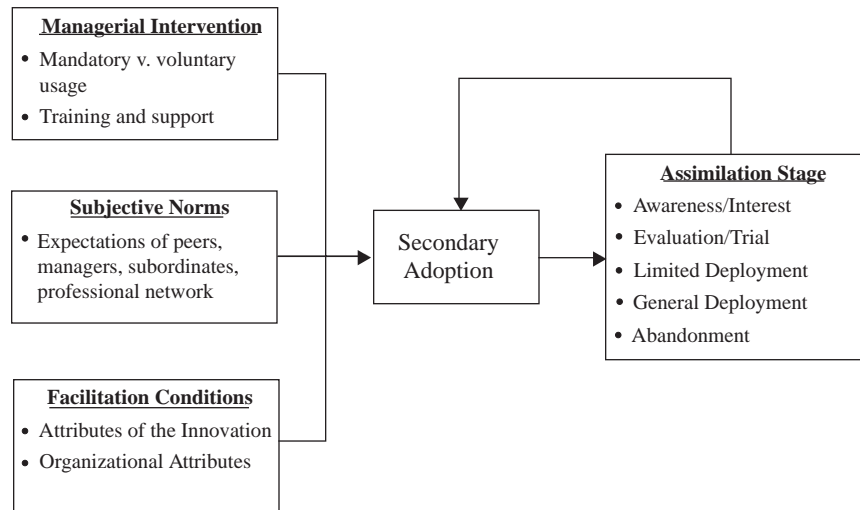 Managerial Intervention
• Mandatory v. voluntary
usage
• Training and support
Subjective Norms
• Expectations of peers,
managers, subordinates,
professional network
Facilitation Conditions
• Attributes of the Innovation
• Organizational Attributes
Secondary
Adoption
Assimilation Stage
• Awareness/Interest
• Evaluation/Trial
• Limited Deployment
• General Deployment
• Abandonment